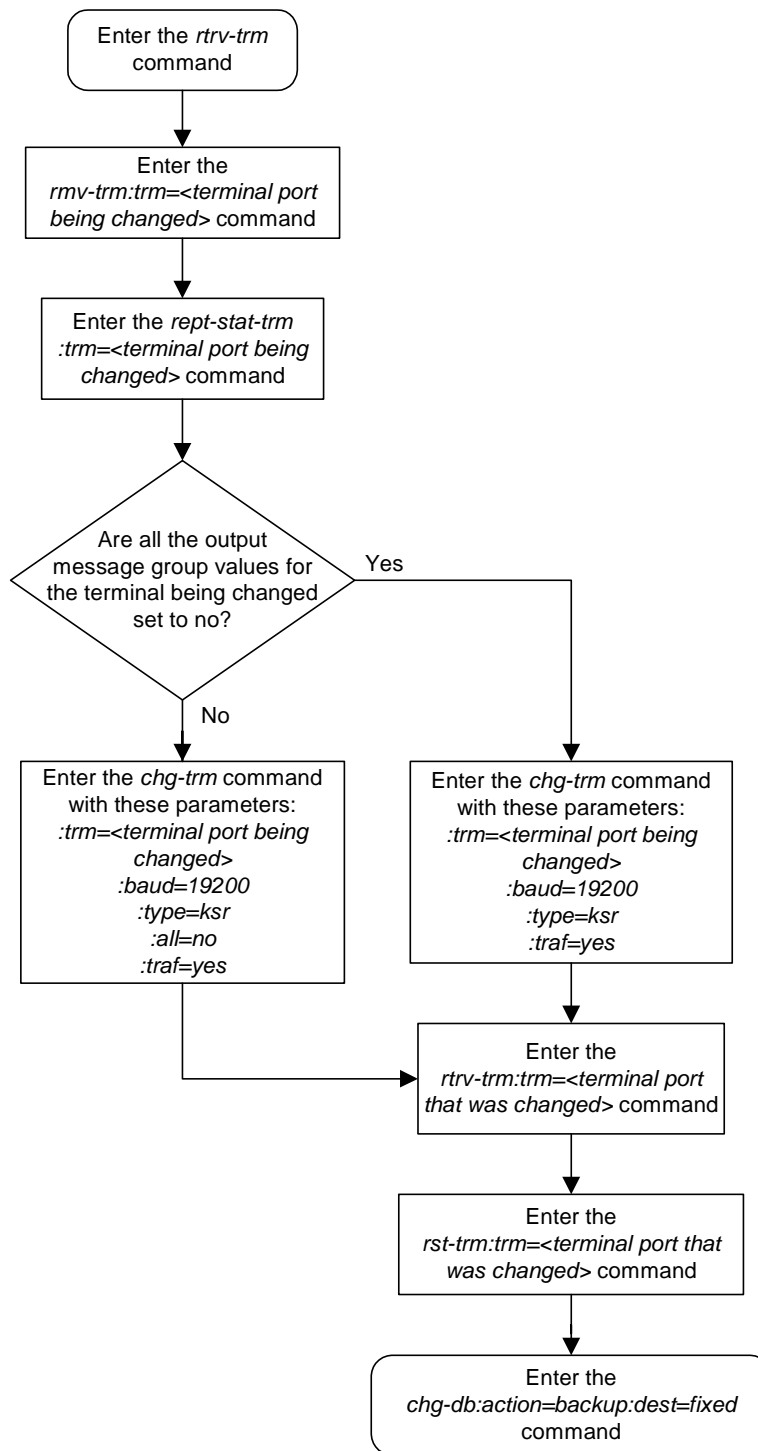 Enter the rtrv-trm
command
Enter the
rmv-trm:trm=<terminal port
being changed> command
Enter the rept-stat-trm
:trm=<terminal port being
changed> command
Are all the output
message group values for
the terminal being changed
set to no?
Yes
No
Enter the chg-trm command
with these parameters:
:trm=<terminal port being
changed>
:baud=19200
:type=ksr
:all=no
:traf=yes
Enter the chg-trm command
with these parameters:
:trm=<terminal port being
changed>
:baud=19200
:type=ksr
:traf=yes
Enter the
rtrv-trm:trm=<terminal port
that was changed> command
Enter the
rst-trm:trm=<terminal port that
was changed> command
Enter the
chg-db:action=backup:dest=fixed
command